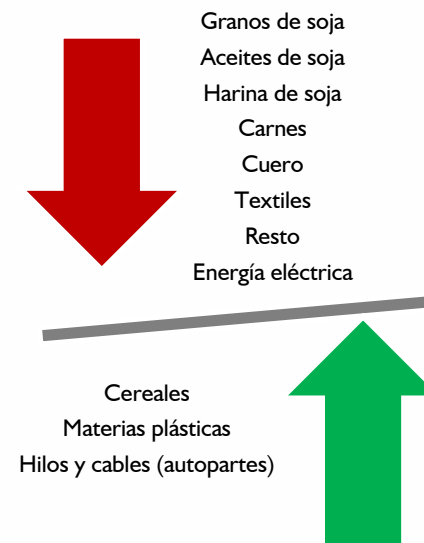 Granos de soja
Aceites de soja
Harina de soja
Carnes
Cuero
Textiles
Resto
Energía eléctrica
Cereales
Materias plásticas
Hilos y cables (autopartes)